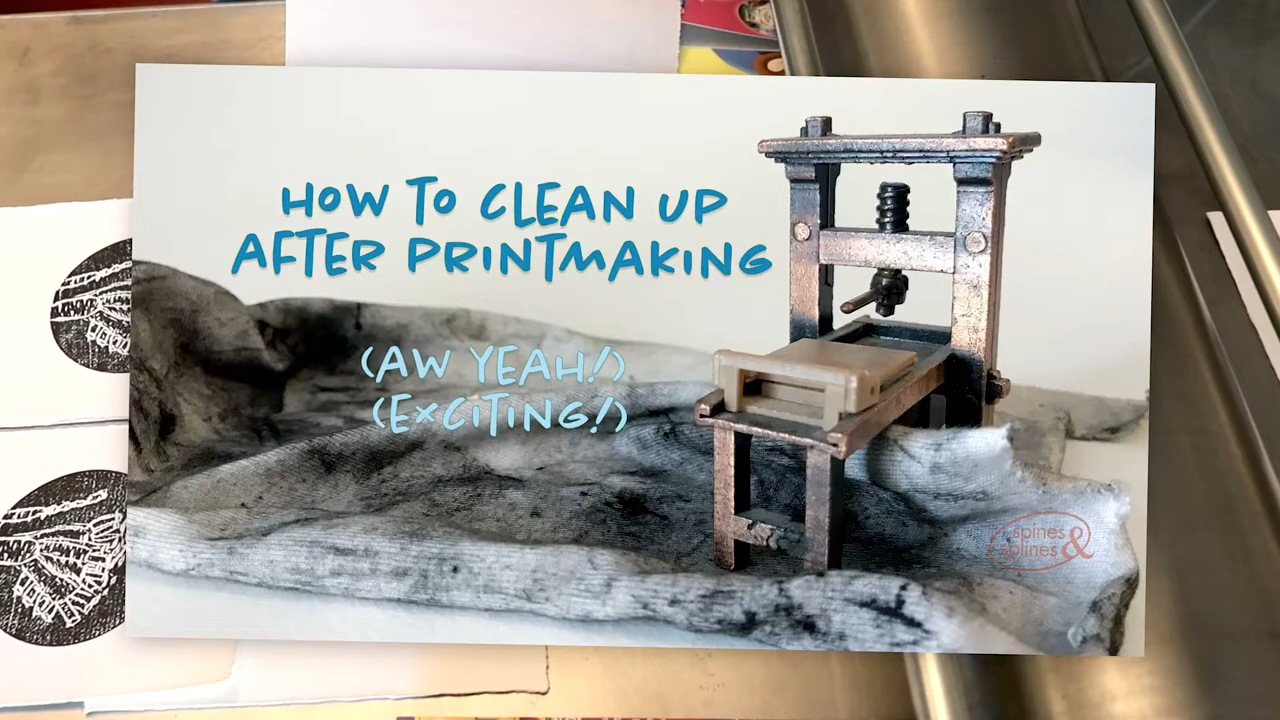 HOW TO CLEAN UP
AFTER PRINTMAKING
(AW YEAH!)
(EXCITING!)
spines &
splines